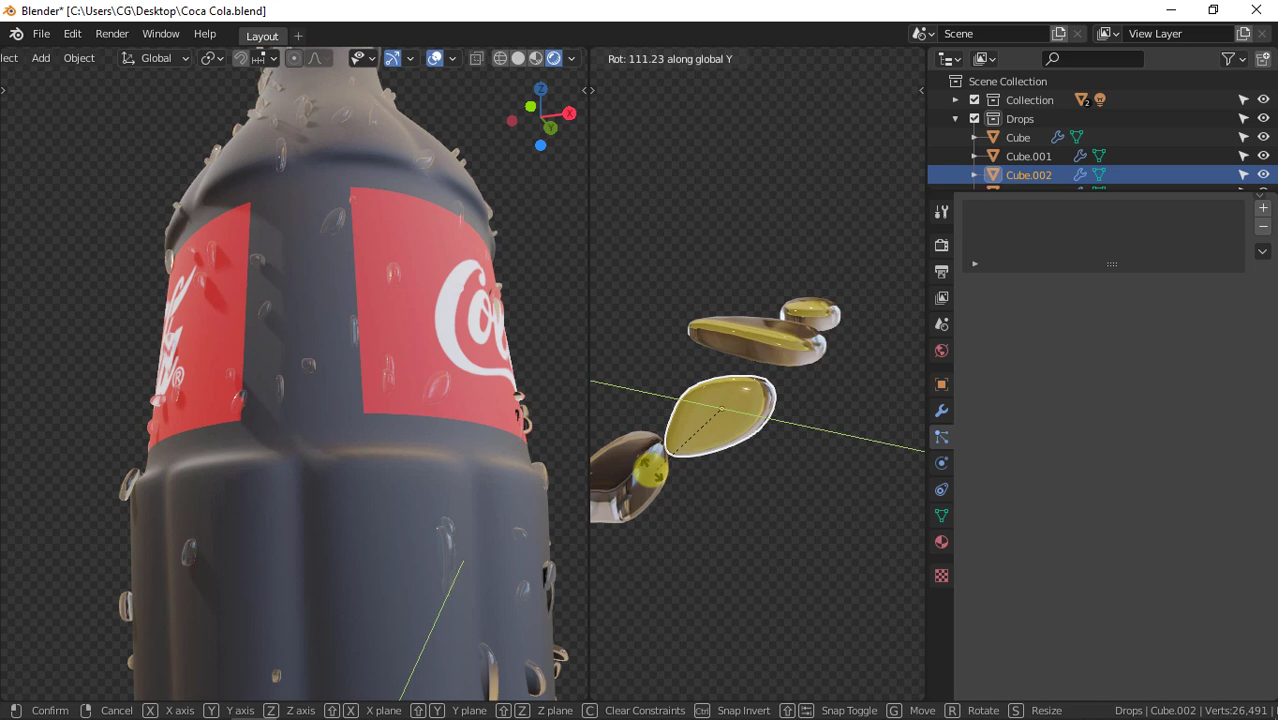 Blender* [C:\Users\CG\Desktop\Coca Cola.blend]
File Edit Render Window Help Layout + Scene View Layer
lect Add Object Global
Rot: 111.23 along global Y
Scene Collection
Collection 2
Drops
Cube
Cube.001
Cube.002
Z
X
Y
Co
®
Confirm Cancel X X axis Y Y axis Z Z axis X X plane Y Y plane Z Z plane C Clear Constraints Ctrl Snap Invert Snap Toggle G Move R Rotate S Resize Drops | Cube.002 | Verts:26,491 |